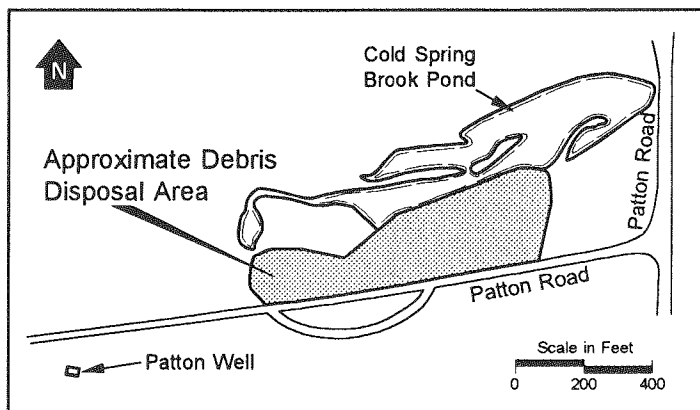 N
Cold Spring
Brook Pond
Approximate Debris
Disposal Area
Patton Road
Patton Road
Patton Well
Scale in Feet
0 200 400